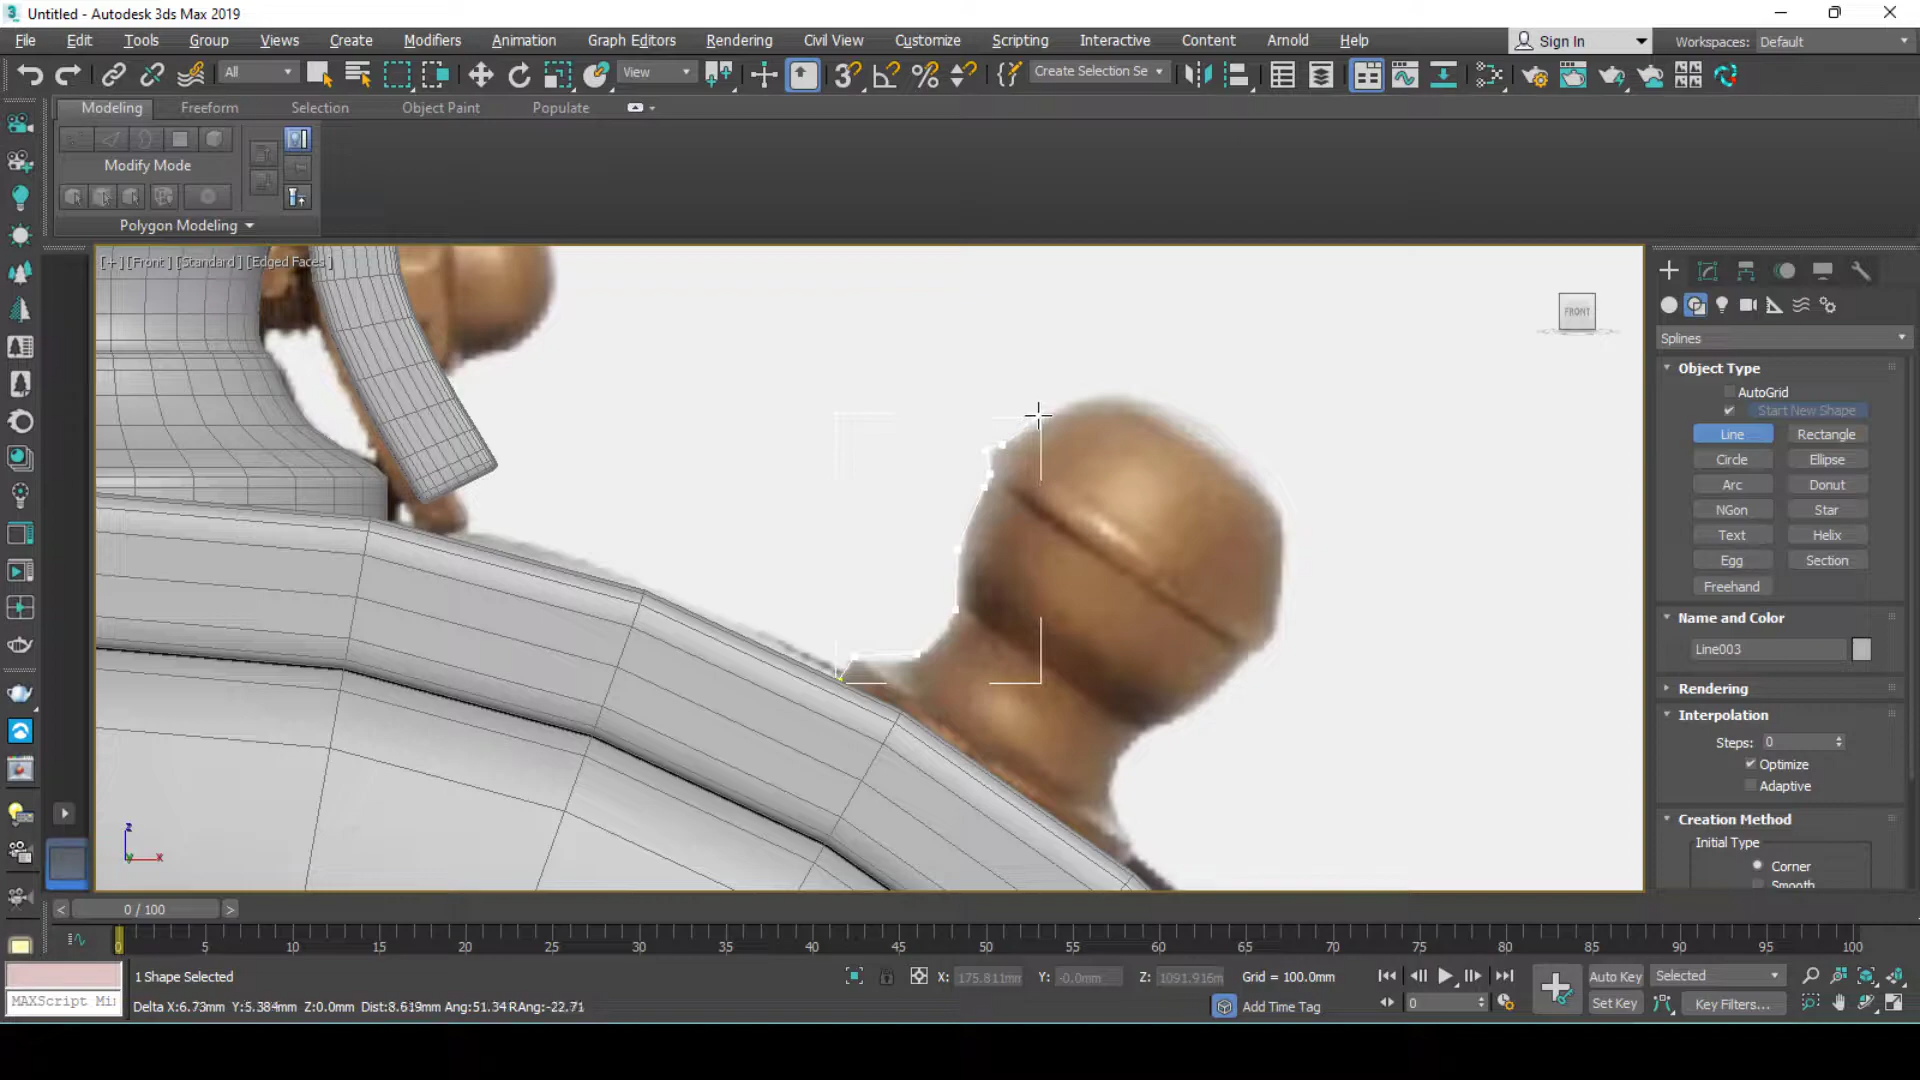 Untitled - Autodesk 3ds Max 2019
File Edit Tools Group Views Create Modifiers Animation Graph Editors Rendering Civil View Customize Scripting Interactive Content Arnold Help Sign In Workspaces: Default
All View Create Selection Se
Modeling Freeform Selection Object Paint Populate
Modify Mode
Polygon Modeling
[+] [Front] [Standard] [Edged Faces]
FRONT
Splines
Object Type
AutoGrid
Start New Shape
Line Rectangle
Circle Ellipse
Arc Donut
NGon Star
Text Helix
Egg Section
Freehand
Name and Color
Line003
Rendering
Interpolation
Steps: 0
Optimize
Adaptive
Creation Method
Initial Type
Corner
Smooth
z
y x
< 0 / 100 >
0 5 10 15 20 25 30 35 40 45 50 55 60 65 70 75 80 85 90 95 100
1 Shape Selected X: 175.811mm Y: -0.0mm Z: 1091.916m Grid = 100.0mm Auto Key Selected
MAXScript Mi Delta X:6.73mm Y:5.384mm Z:0.0mm Dist:8.619mm Ang:51.34 RAng:-22.71 Add Time Tag 0 Set Key Key Filters...